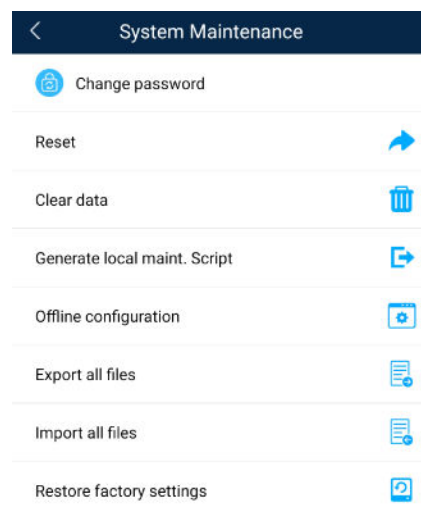 System Maintenance
Change password
Reset
Clear data
Generate local maint. Script
Offline configuration
Export all files
Import all files
Restore factory settings